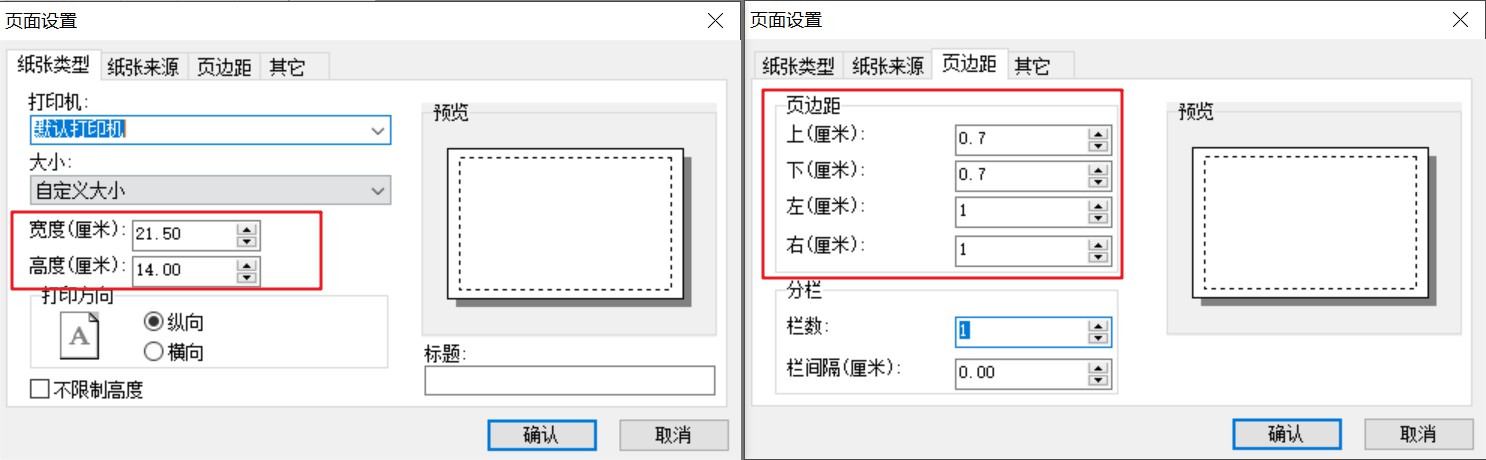 页面设置
纸张类型 纸张来源 页边距 其它
打印机:
默认打印机
大小:
自定义大小
宽度(厘米): 21.50
高度(厘米): 14.00
打印方向
A
纵向
横向
不限制高度
预览
标题:
确认 取消
页面设置
纸张类型 纸张来源 页边距 其它
页边距
上(厘米): 0.7
下(厘米): 0.7
左(厘米): 1
右(厘米): 1
分栏
栏数: 1
栏间隔(厘米): 0.00
预览
确认 取消